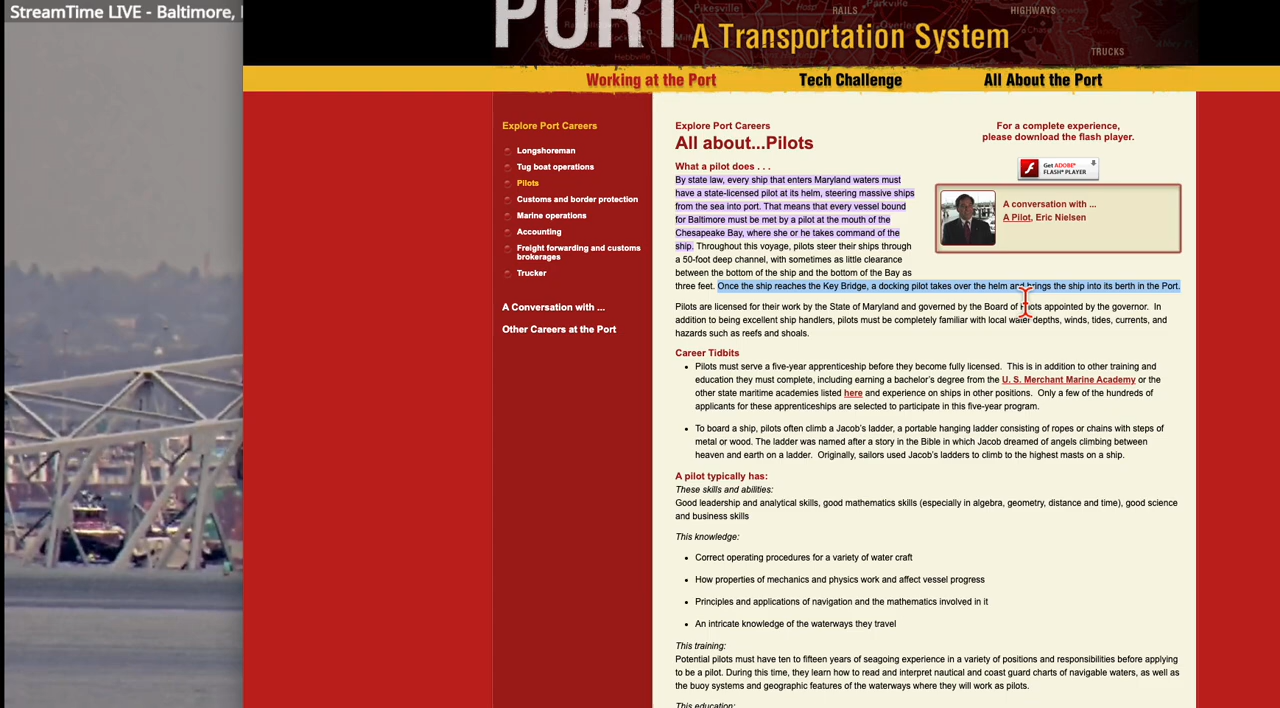 StreamTime LIVE - Baltimore,
PORT
A Transportation System
Pikesville
RAILS
Parkville
HIGHWAYS
TRUCKS
Working at the Port
Tech Challenge
All About the Port
Explore Port Careers
Longshoreman
Tug boat operations
Pilots
Customs and border protection
Marine operations
Accounting
Freight forwarding and customs
brokerages
Trucker
A Conversation with ...
Other Careers at the Port
Explore Port Careers
All about...Pilots
What a pilot does . . .
By state law, every ship that enters Maryland waters must
have a state-licensed pilot at its helm, steering massive ships
from the sea into port. That means that every vessel bound
for Baltimore must be met by a pilot at the mouth of the
Chesapeake Bay, where she or he takes command of the
ship. Throughout this voyage, pilots steer their ships through
a 50-foot deep channel, with sometimes as little clearance
between the bottom of the ship and the bottom of the Bay as
three feet. Once the ship reaches the Key Bridge, a docking pilot takes over the helm and brings the ship into its berth in the Port.
For a complete experience,
please download the flash player.
Get ADOBE®
FLASH® PLAYER
A conversation with ...
A Pilot, Eric Nielsen
Pilots are licensed for their work by the State of Maryland and governed by the Board of Pilots appointed by the governor. In
addition to being excellent ship handlers, pilots must be completely familiar with local water depths, winds, tides, currents, and
hazards such as reefs and shoals.
Career Tidbits
• Pilots must serve a five-year apprenticeship before they become fully licensed. This is in addition to other training and
education they must complete, including earning a bachelor's degree from the U. S. Merchant Marine Academy or the
other state maritime academies listed here and experience on ships in other positions. Only a few of the hundreds of
applicants for these apprenticeships are selected to participate in this five-year program.
• To board a ship, pilots often climb a Jacob's ladder, a portable hanging ladder consisting of ropes or chains with steps of
metal or wood. The ladder was named after a story in the Bible in which Jacob dreamed of angels climbing between
heaven and earth on a ladder. Originally, sailors used Jacob's ladders to climb to the highest masts on a ship.
A pilot typically has:
These skills and abilities:
Good leadership and analytical skills, good mathematics skills (especially in algebra, geometry, distance and time), good science
and business skills
This knowledge:
• Correct operating procedures for a variety of water craft
• How properties of mechanics and physics work and affect vessel progress
• Principles and applications of navigation and the mathematics involved in it
• An intricate knowledge of the waterways they travel
This training:
Potential pilots must have ten to fifteen years of seagoing experience in a variety of positions and responsibilities before applying
to be a pilot. During this time, they learn how to read and interpret nautical and coast guard charts of navigable waters, as well as
the buoy systems and geographic features of the waterways where they will work as pilots.
This education: